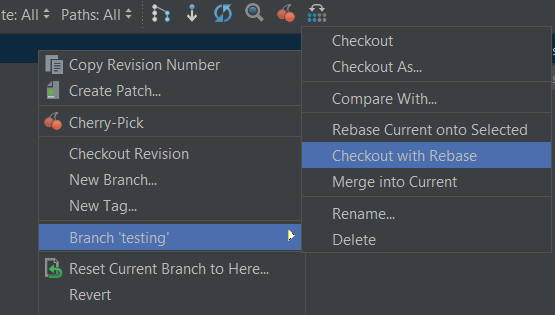 te: All
Paths: All
Copy Revision Number
Create Patch...
Cherry-Pick
Checkout Revision
New Branch...
New Tag...
Branch 'testing'
Reset Current Branch to Here...
Revert
Checkout
Checkout As...
Compare With...
Rebase Current onto Selected
Checkout with Rebase
Merge into Current
Rename...
Delete